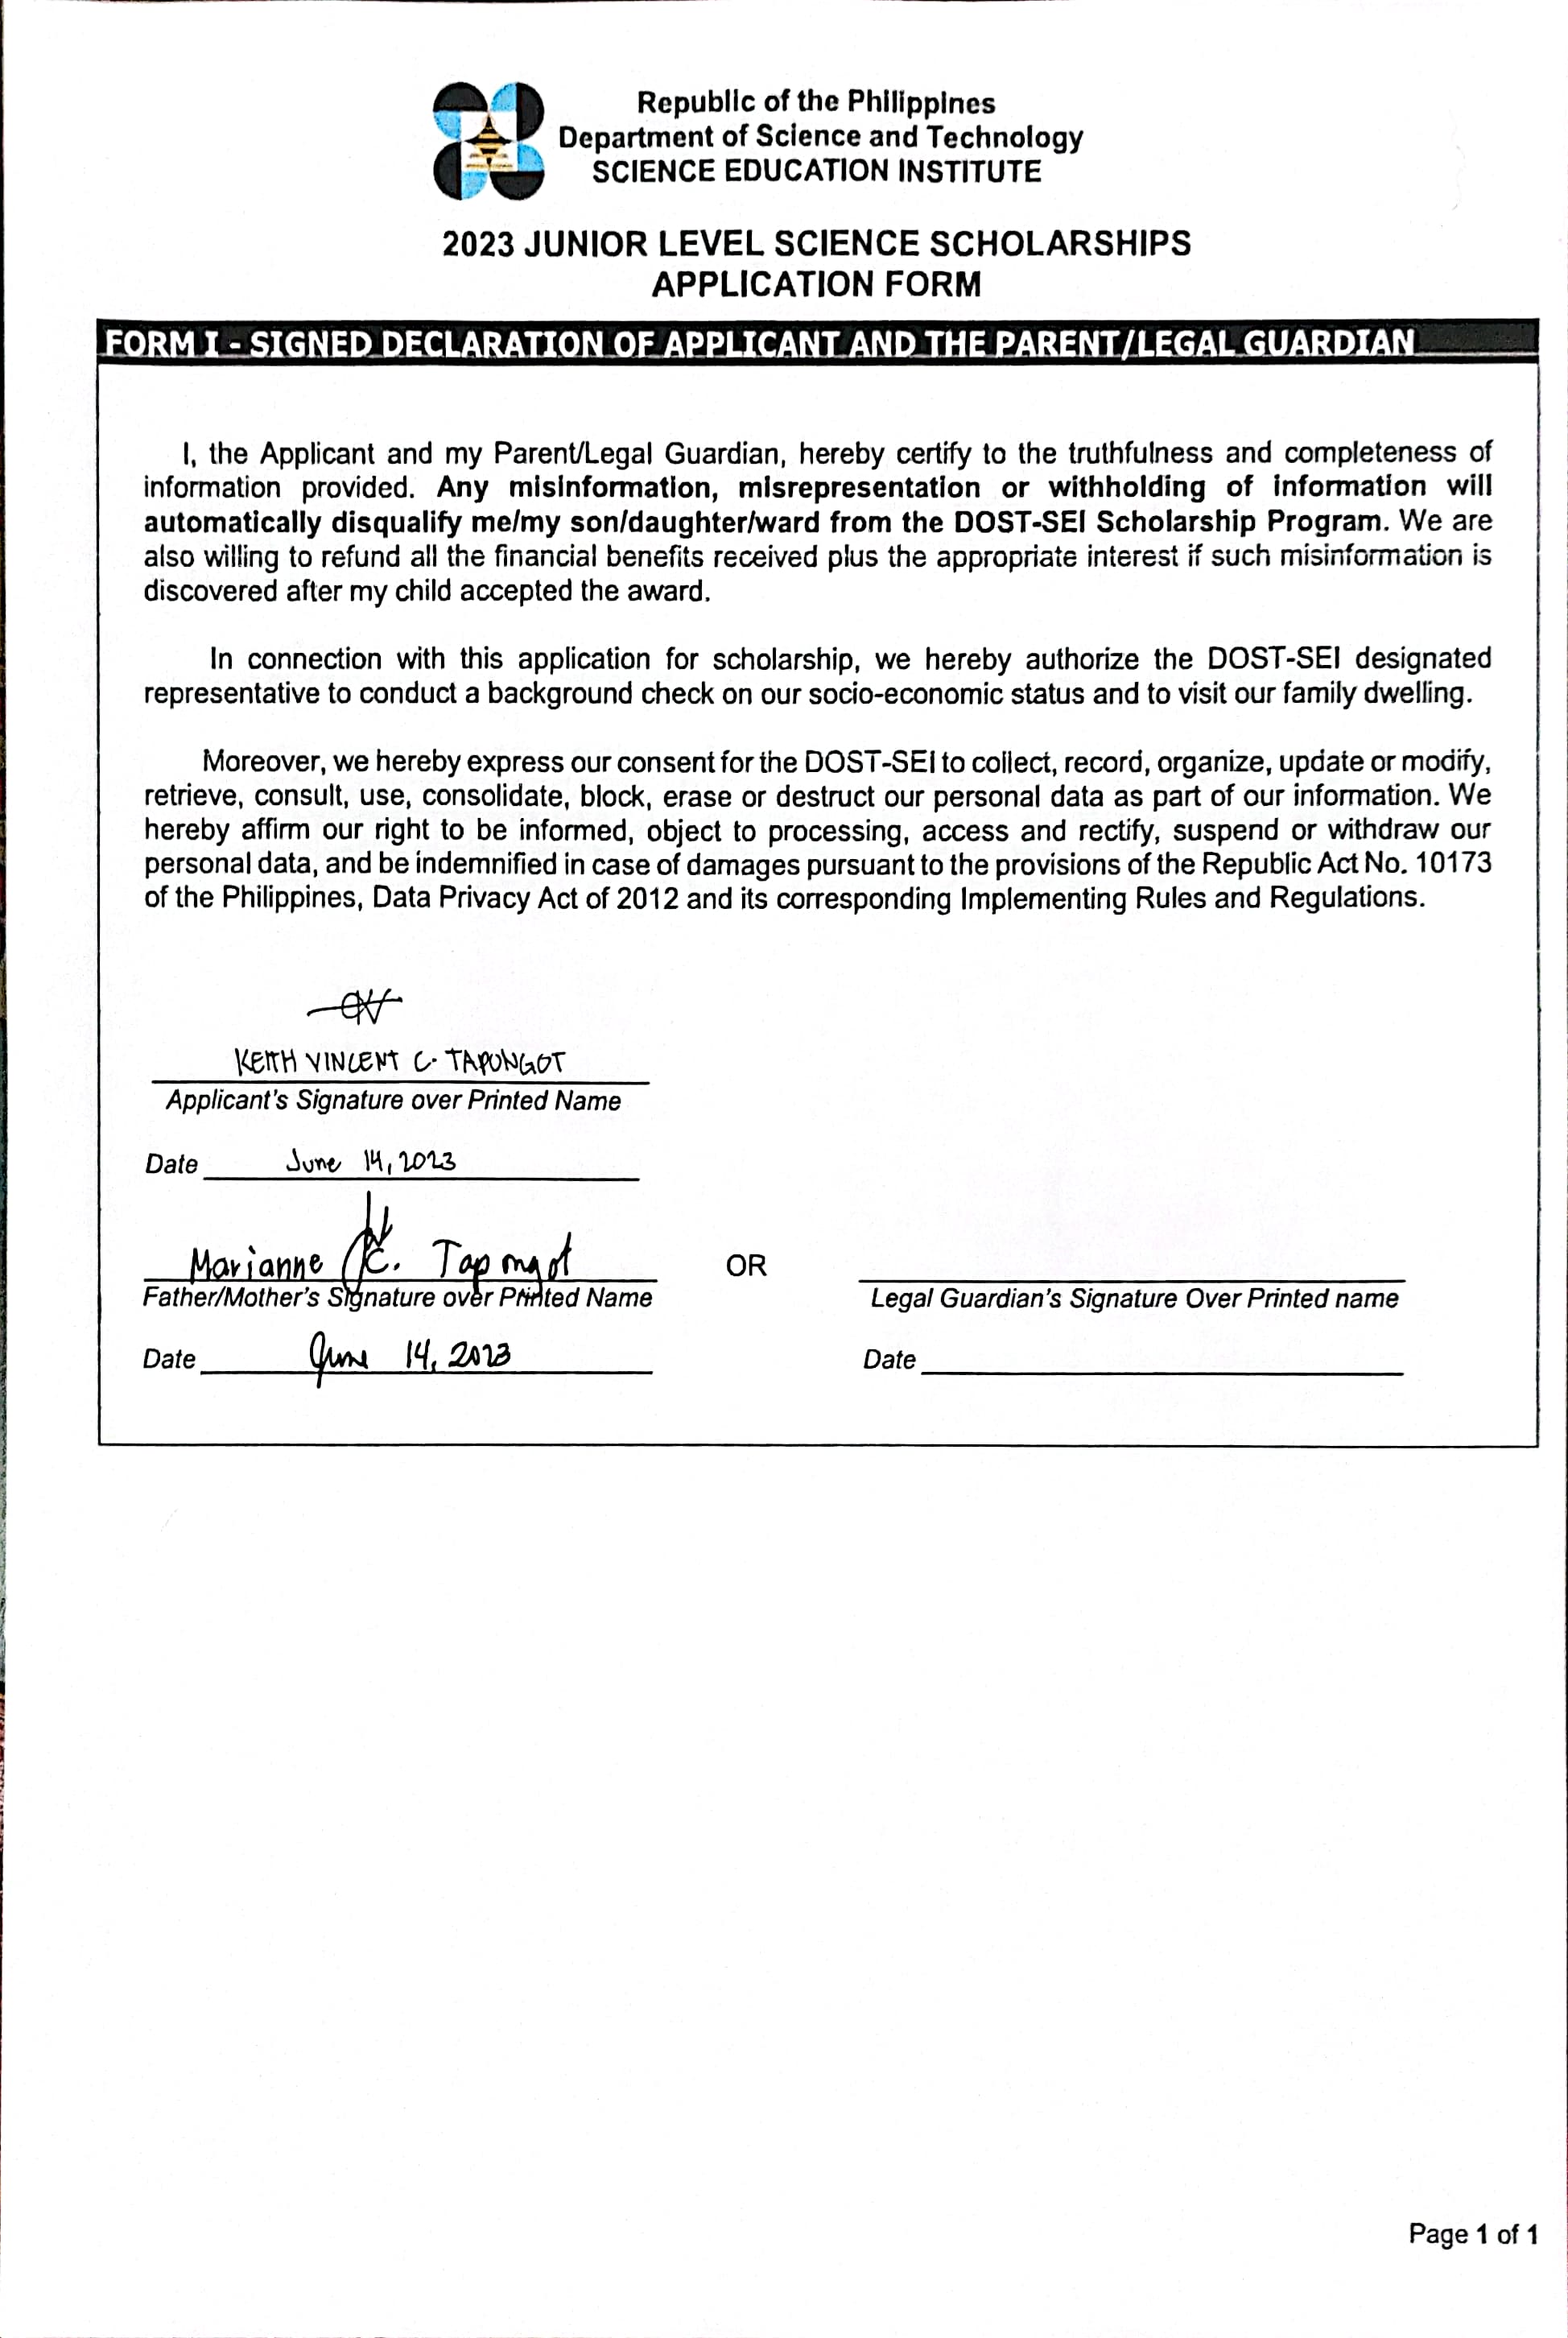 Republic of the Philippines
Department of Science and Technology
SCIENCE EDUCATION INSTITUTE
2023 JUNIOR LEVEL SCIENCE SCHOLARSHIPS
APPLICATION FORM
FORM I - SIGNED DECLARATION OF APPLICANT AND THE PARENT/LEGAL GUARDIAN
I, the Applicant and my Parent/Legal Guardian, hereby certify to the truthfulness and completeness of
information provided. Any misinformation, misrepresentation or withholding of information will
automatically disqualify me/my son/daughter/ward from the DOST-SEI Scholarship Program. We are
also willing to refund all the financial benefits received plus the appropriate interest if such misinformation is
discovered after my child accepted the award.
In connection with this application for scholarship, we hereby authorize the DOST-SEI designated
representative to conduct a background check on our socio-economic status and to visit our family dwelling.
Moreover, we hereby express our consent for the DOST-SEI to collect, record, organize, update or modify,
retrieve, consult, use, consolidate, block, erase or destruct our personal data as part of our information. We
hereby affirm our right to be informed, object to processing, access and rectify, suspend or withdraw our
personal data, and be indemnified in case of damages pursuant to the provisions of the Republic Act No. 10173
of the Philippines, Data Privacy Act of 2012 and its corresponding Implementing Rules and Regulations.
KEITH VINCENT C. TAPUNGOT
Applicant's Signature over Printed Name
Date June 14, 2023
Marianne C. Tapungot OR
Father/Mother's Signature over Printed Name Legal Guardian's Signature Over Printed name
Date June 14, 2023 Date
Page 1 of 1